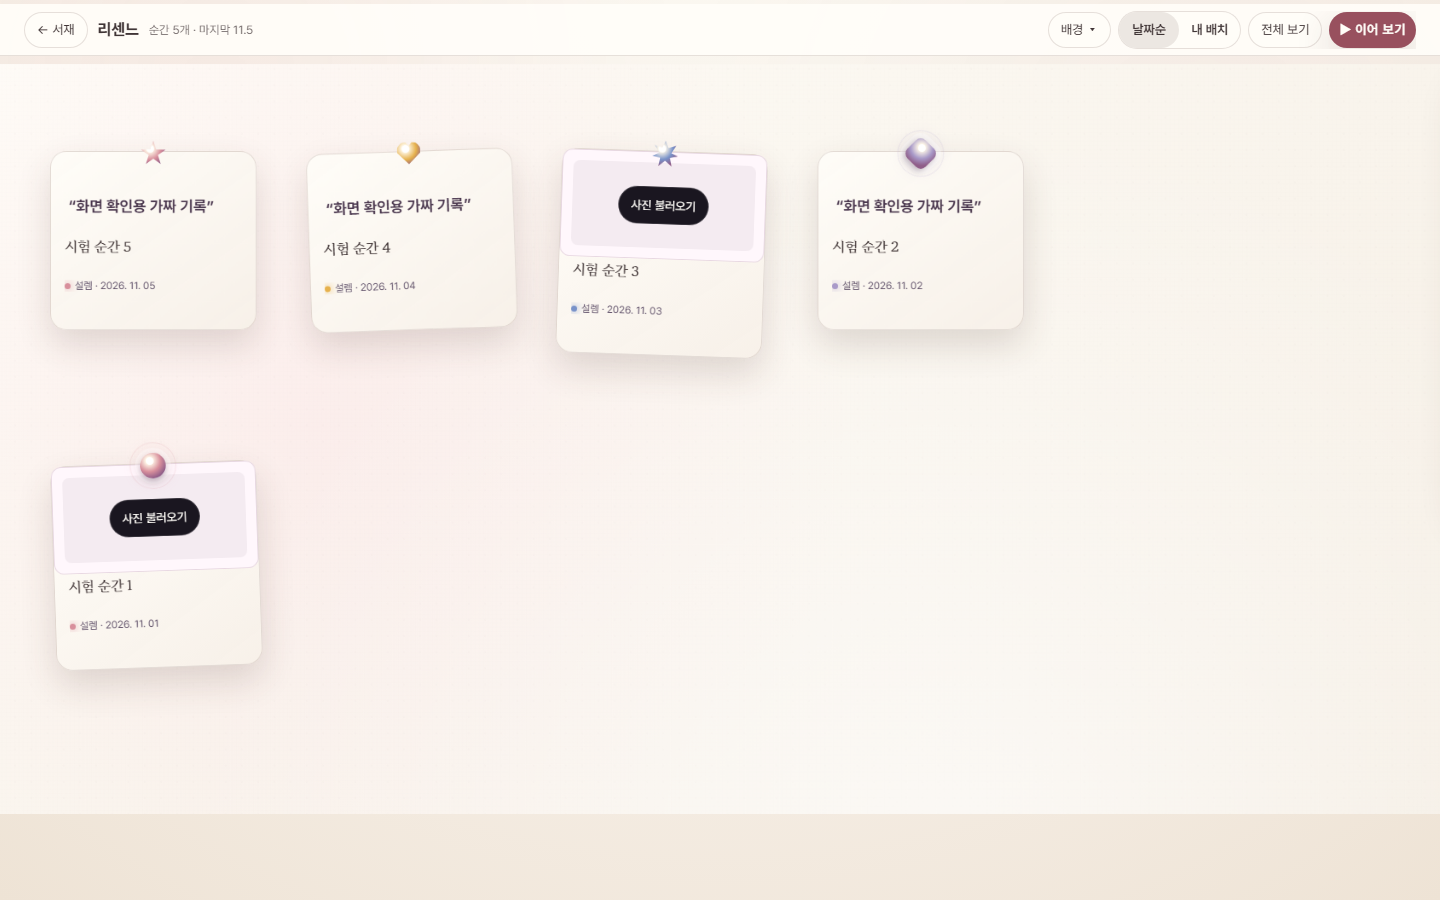 ← 서재
리센느
순간 5개 · 마지막 11.5
배경
날짜순
내 배치
전체 보기
▶ 이어 보기
“화면 확인용 가짜 기록”
시험 순간 5
설렘 · 2026. 11. 05
“화면 확인용 가짜 기록”
시험 순간 4
설렘 · 2026. 11. 04
사진 불러오기
시험 순간 3
설렘 · 2026. 11. 03
“화면 확인용 가짜 기록”
시험 순간 2
설렘 · 2026. 11. 02
사진 불러오기
시험 순간 1
설렘 · 2026. 11. 01